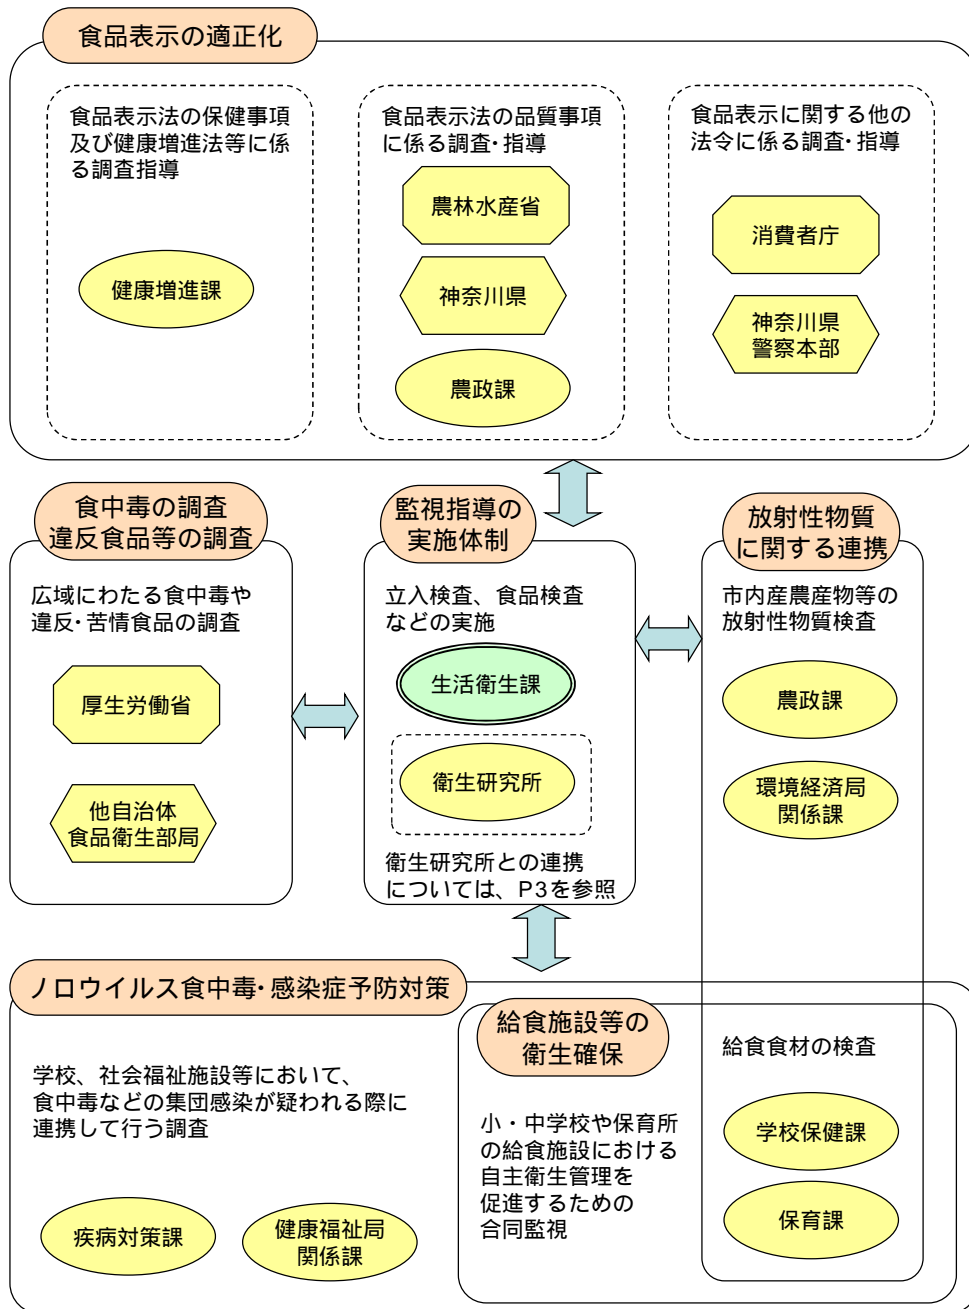 食品表示の適正化
食品表示法の保健事項
及び健康増進法等に係
る調査指導
健康増進課
食品表示法の品質事項
に係る調査・指導
農林水産省
神奈川県
農政課
食品表示に関する他の
法令に係る調査・指導
消費者庁
神奈川県
警察本部
食中毒の調査
違反食品等の調査
広域にわたる食中毒や
違反・苦情食品の調査
厚生労働省
他自治体
食品衛生部局
監視指導の
実施体制
立入検査、食品検査
などの実施
生活衛生課
衛生研究所
衛生研究所との連携
については、P3を参照
放射性物質
に関する連携
市内産農産物等の
放射性物質検査
農政課
環境経済局
関係課
ノロウイルス食中毒・感染症予防対策
学校、社会福祉施設等において、
食中毒などの集団感染が疑われる際に
連携して行う調査
疾病対策課
健康福祉局
関係課
給食施設等の
衛生確保
小・中学校や保育所
の給食施設における
自主衛生管理を
促進するための
合同監視
給食食材の検査
学校保健課
保育課